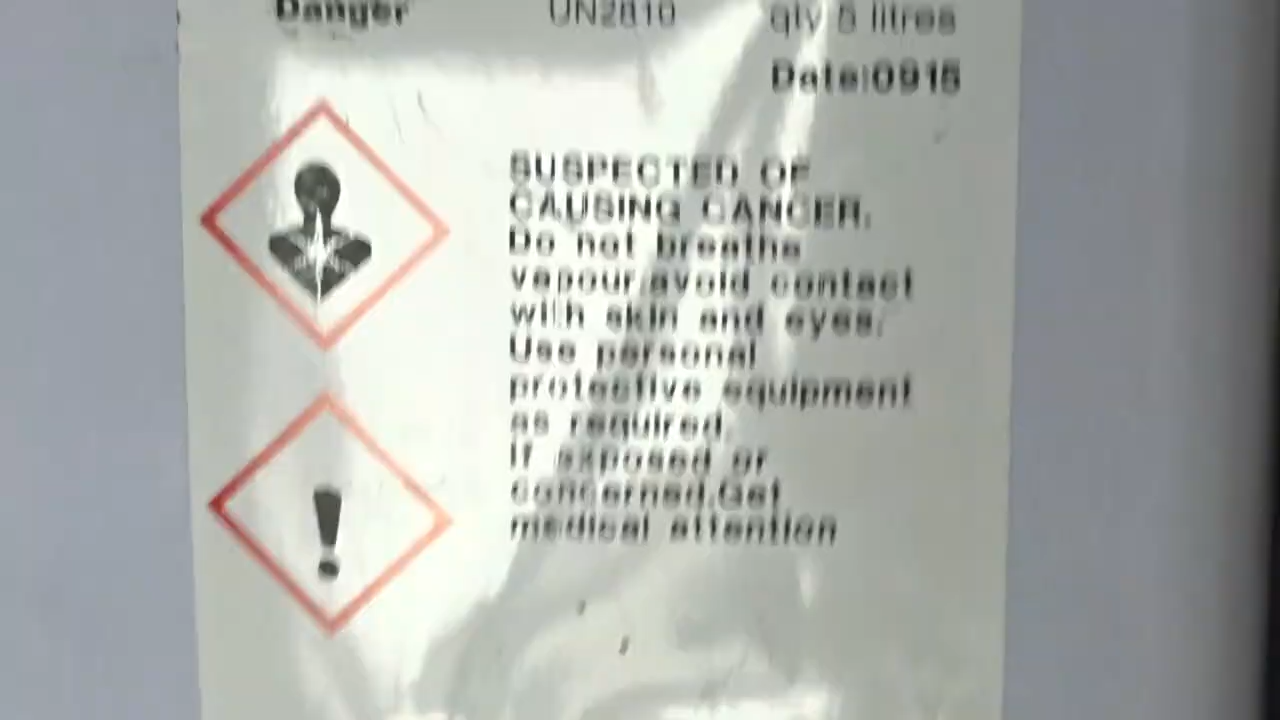 Danger UN2810 qty 5 litres
Date:0915
SUSPECTED OF
CAUSING CANCER.
Do not breathe
vapour,avoid contact
with skin and eyes.
Use personal
protective equipment
as required.
If exposed or
concerned.Get
medical attention